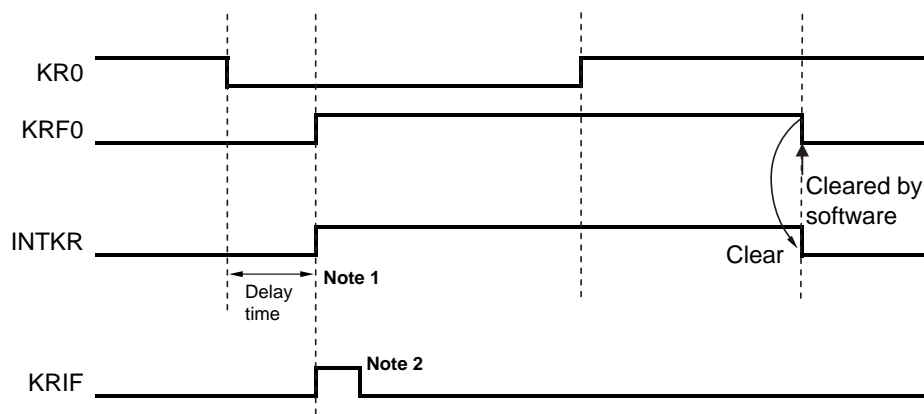 KR0
KRF0
Cleared by
software
INTKR
Clear
Note 1
Delay
time
Note 2
KRIF